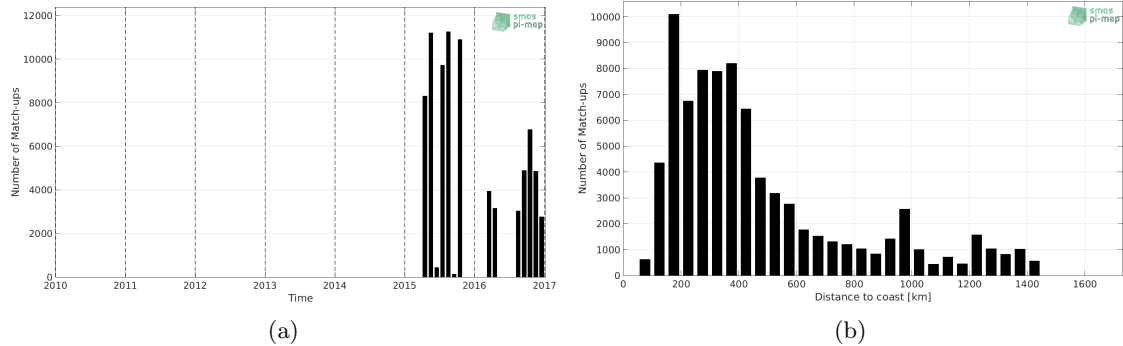 12000
10000
8000
6000
4000
2000
0
Number of Match-ups
2010 2011 2012 2013 2014 2015 2016 2017
Time
smos
pi-mep
(a)
10000
9000
8000
7000
6000
5000
4000
3000
2000
1000
0
Number of Match-ups
0 200 400 600 800 1000 1200 1400 1600
Distance to coast [km]
smos
pi-mep
(b)